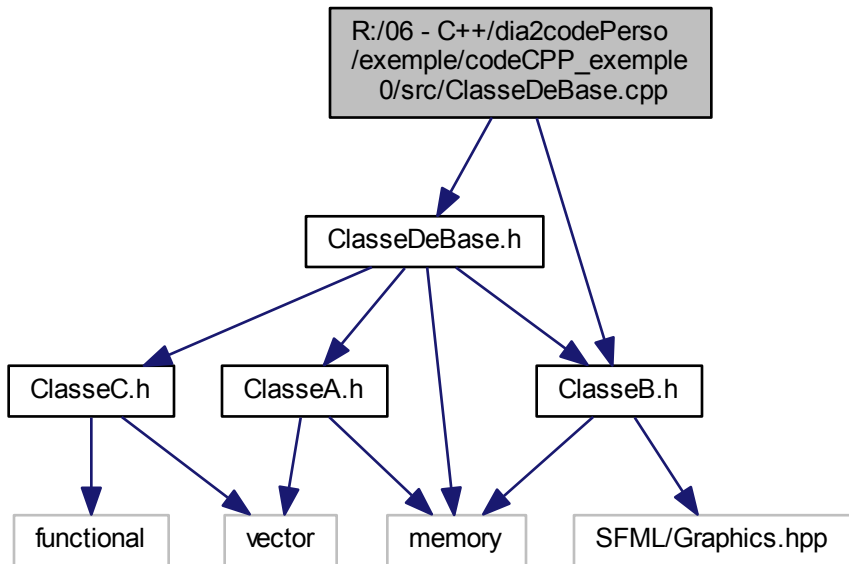 R:/06 - C++/dia2codePerso
/exemple/codeCPP_exemple
0/src/ClasseDeBase.cpp
ClasseDeBase.h
ClasseC.h
ClasseA.h
ClasseB.h
functional
vector
memory
SFML/Graphics.hpp